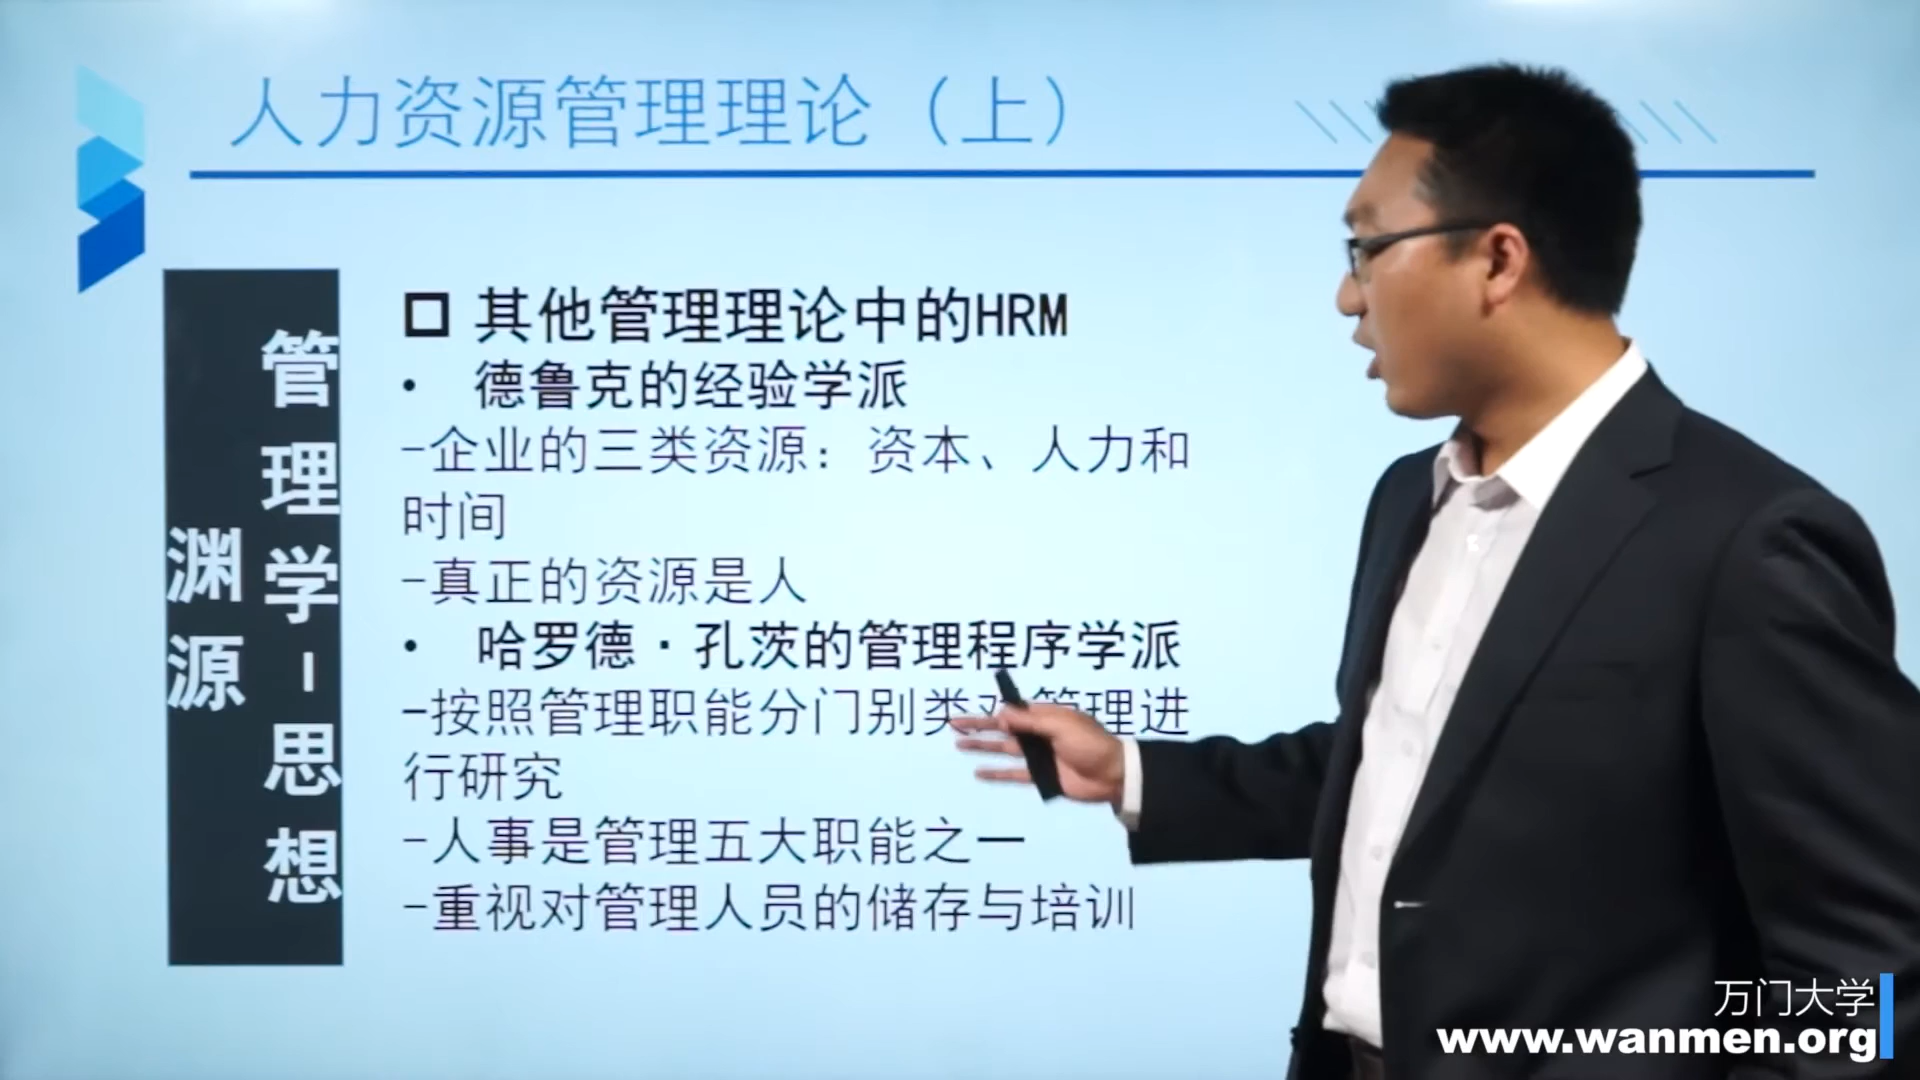 人力资源管理理论（上）
管理学-思想
渊源
其他管理理论中的HRM
• 德鲁克的经验学派
-企业的三类资源：资本、人力和
时间
-真正的资源是人
• 哈罗德·孔茨的管理程序学派
-按照管理职能分门别类对管理进
行研究
-人事是管理五大职能之一
-重视对管理人员的储存与培训
万门大学
www.wanmen.org